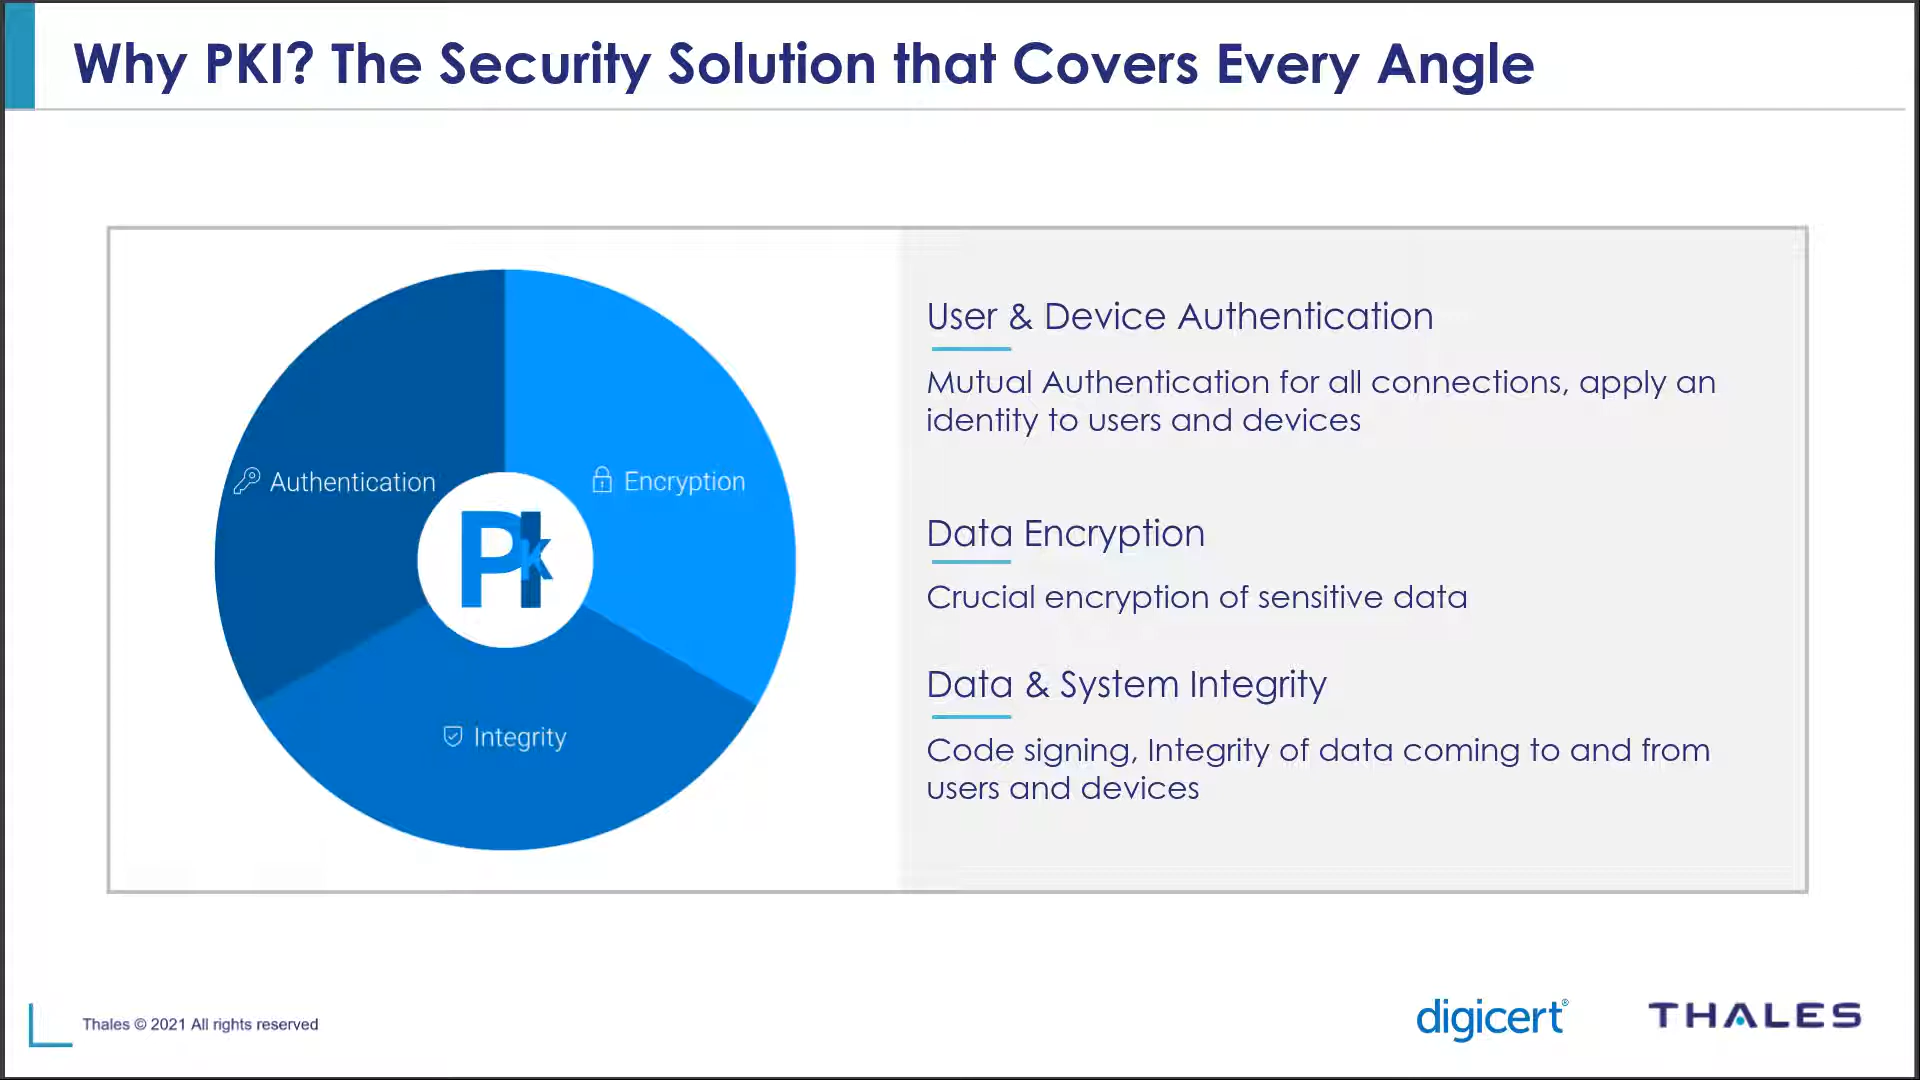 Why PKI? The Security Solution that Covers Every Angle
Authentication
Encryption
PKI
Integrity
User & Device Authentication
Mutual Authentication for all connections, apply an
identity to users and devices
Data Encryption
Crucial encryption of sensitive data
Data & System Integrity
Code signing, Integrity of data coming to and from
users and devices
Thales © 2021 All rights reserved
digicert®
THALES